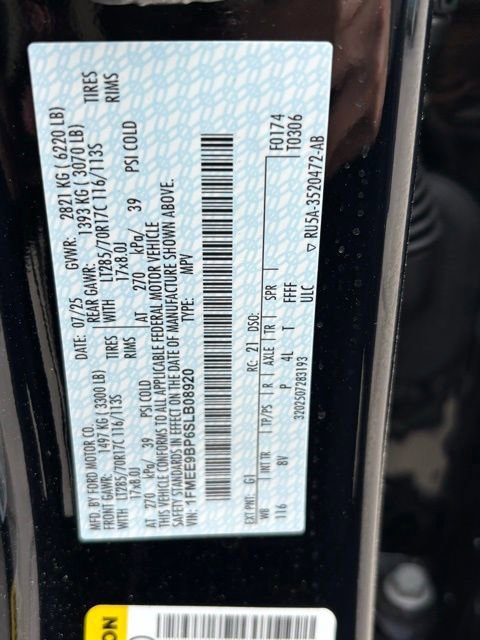 MFD. BY FORD MOTOR CO. 07/25 GVWR: 2821 KG ( 6220 LB)
FRONT GAWR: 1497 KG ( 3300 LB) REAR GAWR: 1393 KG ( 3070 LB)
WITH LT285/70R17C 116/113S TIRES WITH LT285/70R17C 116/113S TIRES
17x8.0J RIMS 17x8.0J RIMS
AT 270 kPa/ 39 PSI COLD AT 270 kPa/ 39 PSI COLD
THIS VEHICLE CONFORMS TO ALL APPLICABLE FEDERAL MOTOR VEHICLE
SAFETY STANDARDS IN EFFECT ON THE DATE OF MANUFACTURE SHOWN ABOVE.
VIN: 1FMEE9BP6SLB08920 TYPE: MPV
F0174
T0306
EXT PNT: G1 RC: 21 DSO:
WB INT TR TP/PS R AXLE TR SPR
116 8V P 4L T FFFF
ULC
▽ RU5A-3520472-AB
3202507283193
ON